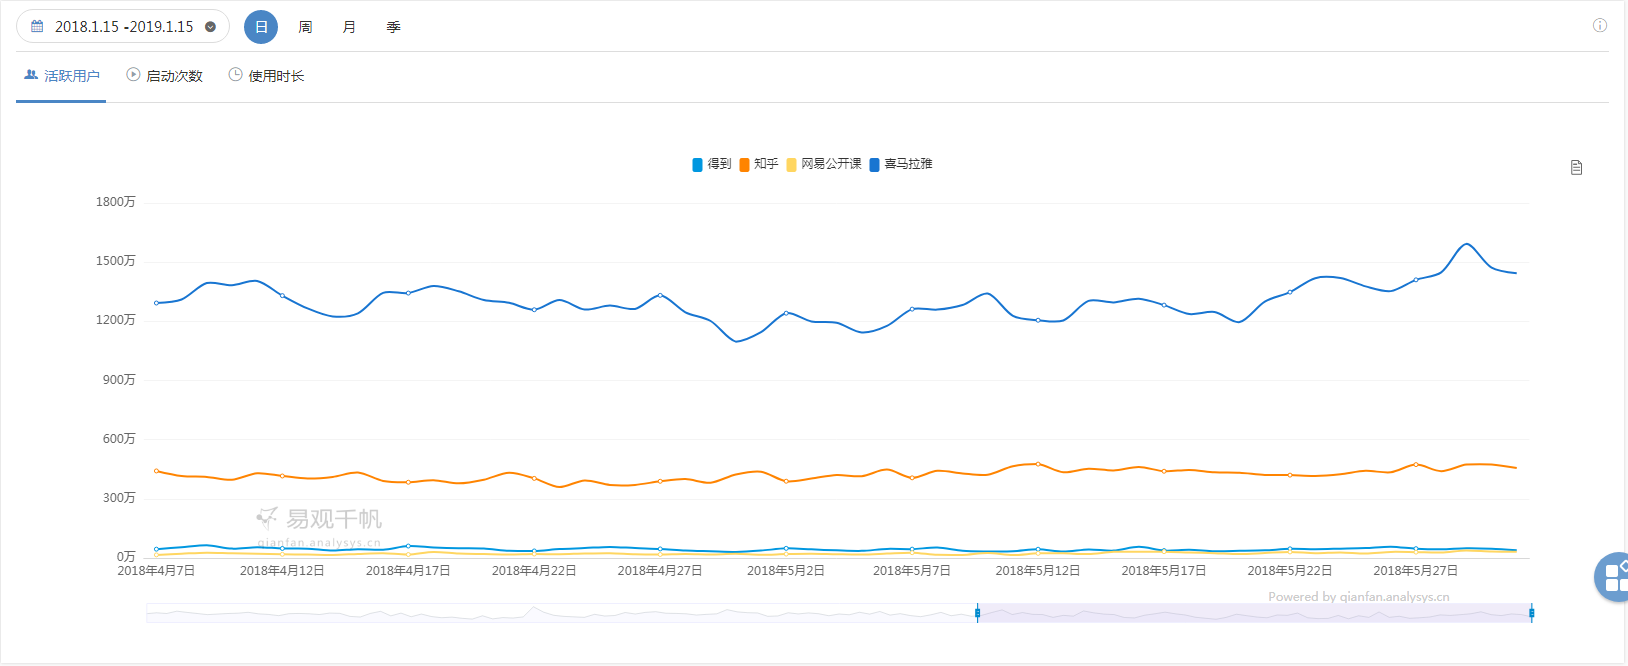 2018.1.15 -2019.1.15 日 周 月 季
活跃用户 启动次数 使用时长
得到 知乎 网易公开课 喜马拉雅
1800万
1500万
1200万
900万
600万
300万
易观千帆
qianfan.analysys.cn
0万
2018年4月7日 2018年4月12日 2018年4月17日 2018年4月22日 2018年4月27日 2018年5月2日 2018年5月7日 2018年5月12日 2018年5月17日 2018年5月22日 2018年5月27日
Powered by qianfan.analysys.cn